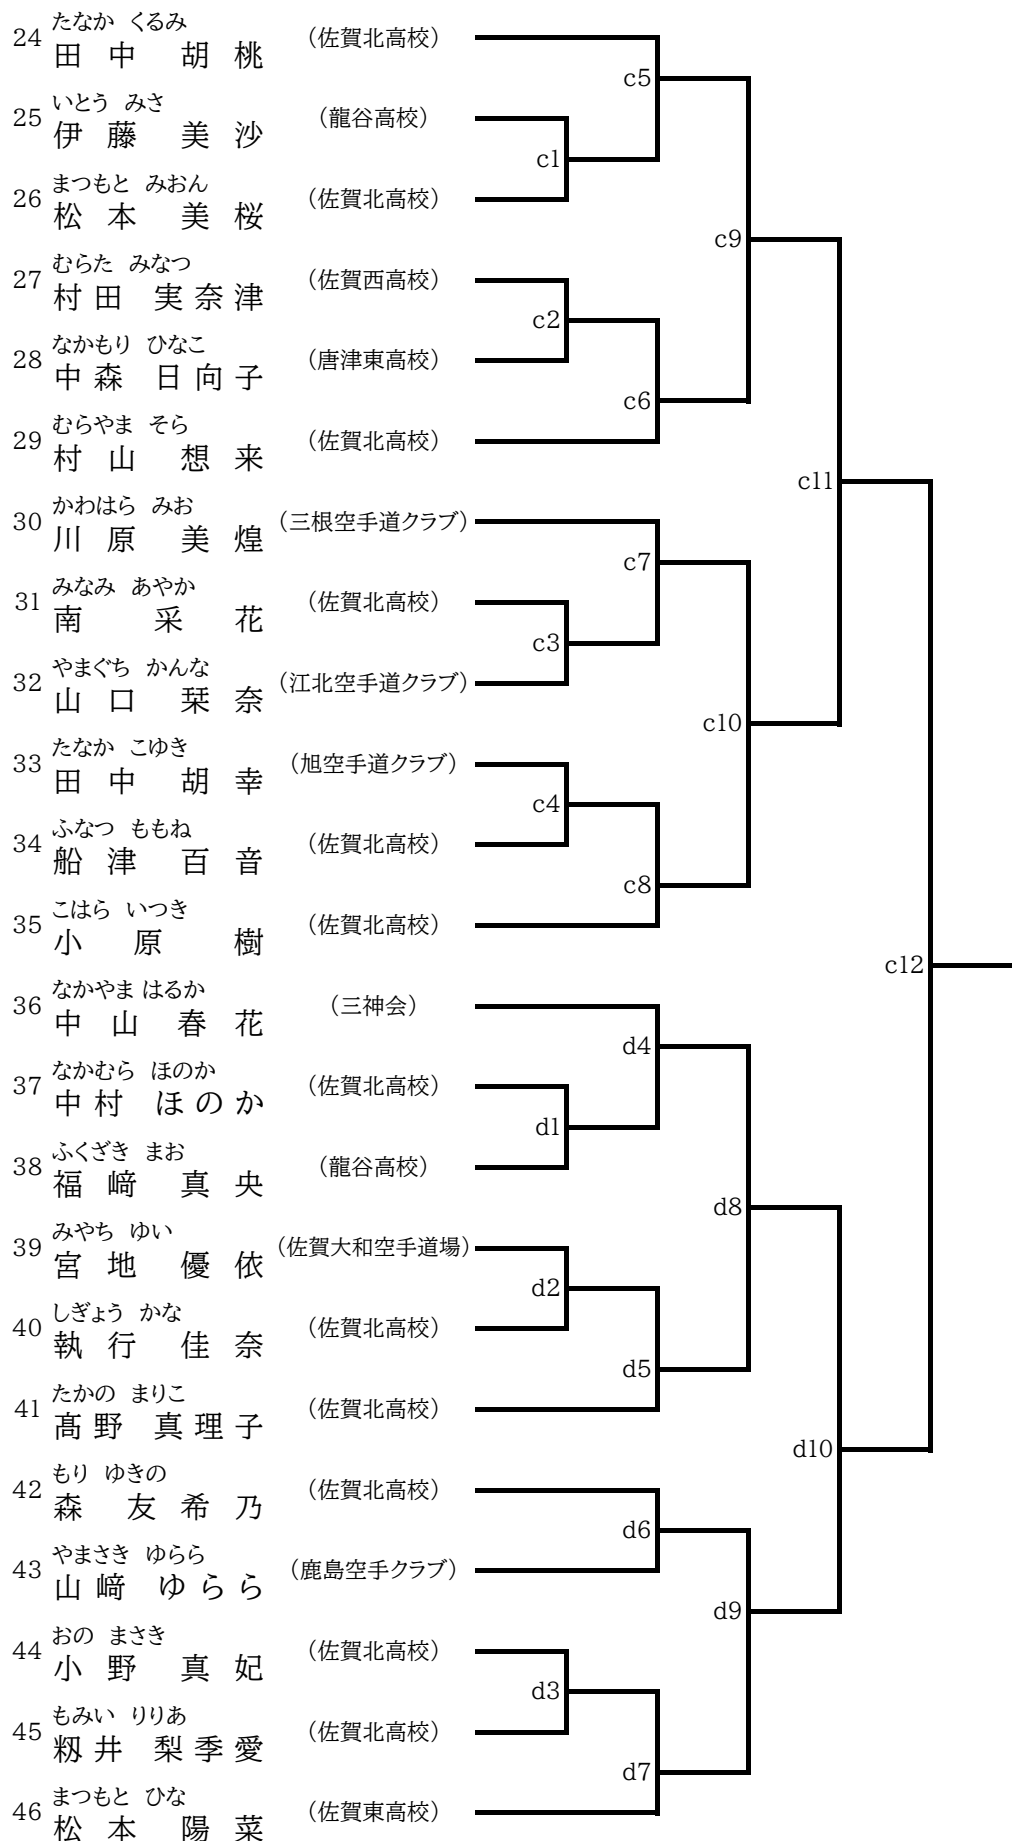 たなか くるみ
24 田中 胡桃 (佐賀北高校)
c5
いとう みさ
25 伊藤 美沙 (龍谷高校)
c1
まつもと みおん
26 松本 美桜 (佐賀北高校)
c9
むらた みなつ
27 村田 実奈津 (佐賀西高校)
c2
なかもり ひなこ
28 中森 日向子 (唐津東高校)
c6
むらやま そら
29 村山 想来 (佐賀北高校)
c11
かわはら みお
30 川原 美煌 (三根空手道クラブ)
c7
みなみ あやか
31 南 采花 (佐賀北高校)
c3
やまぐち かんな
32 山口 栞奈 (江北空手道クラブ)
c10
たなか こゆき
33 田中 胡幸 (旭空手道クラブ)
c4
ふなつ ももね
34 船津 百音 (佐賀北高校)
c8
こはら いつき
35 小原 樹 (佐賀北高校)
c12
なかやま はるか
36 中山 春花 (三神会)
d4
なかむら ほのか
37 中村 ほのか (佐賀北高校)
d1
ふくざき まお
38 福﨑 真央 (龍谷高校)
d8
みやち ゆい
39 宮地 優依 (佐賀大和空手道場)
d2
しぎょう かな
40 執行 佳奈 (佐賀北高校)
d5
たかの まりこ
41 髙野 真理子 (佐賀北高校)
d10
もり ゆきの
42 森 友希乃 (佐賀北高校)
d6
やまさき ゆらら
43 山﨑 ゆらら (鹿島空手クラブ)
d9
おの まさき
44 小野 真妃 (佐賀北高校)
d3
もみい りりあ
45 籾井 梨季愛 (佐賀北高校)
d7
まつもと ひな
46 松本 陽菜 (佐賀東高校)